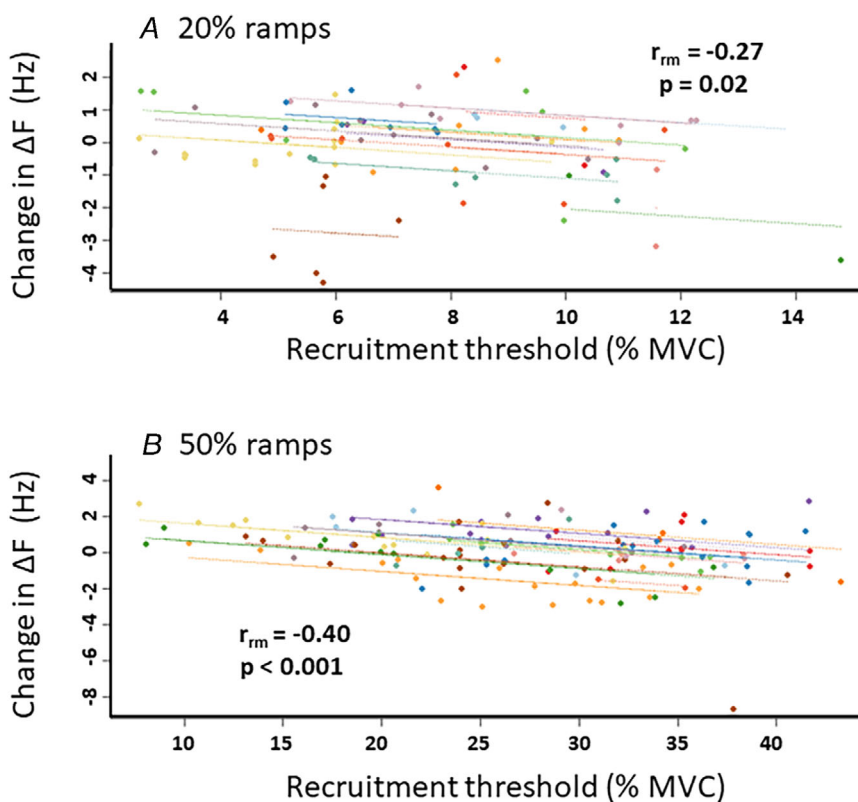 A 20% ramps
r_rm = -0.27
p = 0.02
Change in ΔF (Hz)
2
1
0
-1
-2
-3
-4
4
6
8
10
12
14
Recruitment threshold (% MVC)
B 50% ramps
Change in ΔF (Hz)
4
2
0
-2
-4
-6
-8
r_rm = -0.40
p < 0.001
10
15
20
25
30
35
40
Recruitment threshold (% MVC)